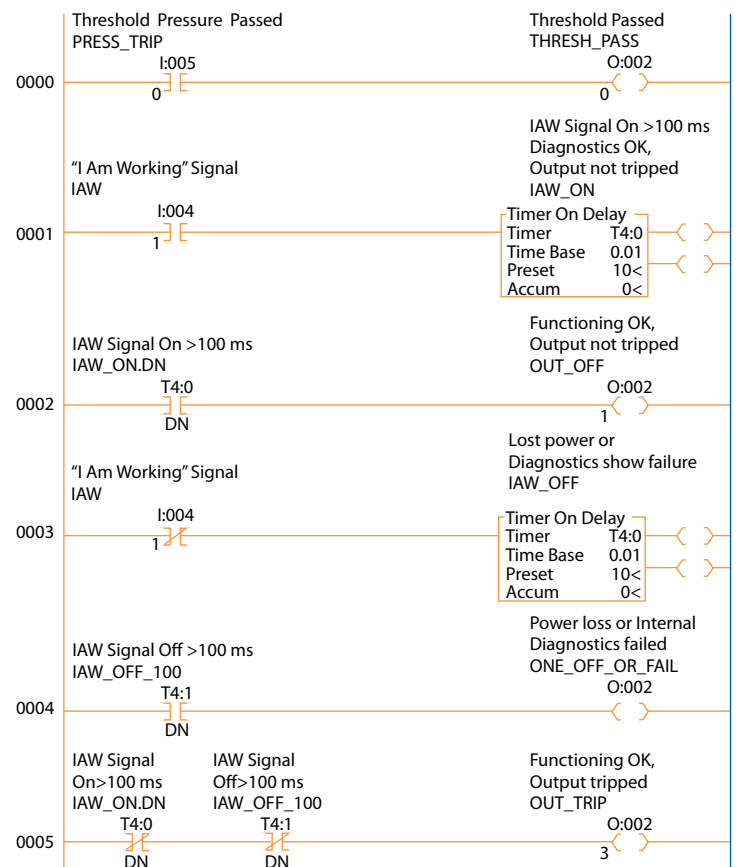 Threshold Pressure Passed
PRESS_TRIP
I:005
0
Threshold Passed
THRESH_PASS
O:002
0
0000
IAW Signal On >100 ms
Diagnostics OK,
Output not tripped
IAW_ON
"I Am Working" Signal
IAW
I:004
1
0001
Timer On Delay
Timer T4:0
Time Base 0.01
Preset 10<
Accum 0<
Functioning OK,
Output not tripped
OUT_OFF
O:002
1
IAW Signal On >100 ms
IAW_ON.DN
T4:0
DN
0002
Lost power or
Diagnostics show failure
IAW_OFF
"I Am Working" Signal
IAW
I:004
1
0003
Timer On Delay
Timer T4:0
Time Base 0.01
Preset 10<
Accum 0<
Power loss or Internal
Diagnostics failed
ONE_OFF_OR_FAIL
O:002
IAW Signal Off >100 ms
IAW_OFF_100
T4:1
DN
0004
IAW Signal
On>100 ms
IAW_ON.DN
T4:0
DN
IAW Signal
Off>100 ms
IAW_OFF_100
T4:1
DN
Functioning OK,
Output tripped
OUT_TRIP
O:002
3
0005